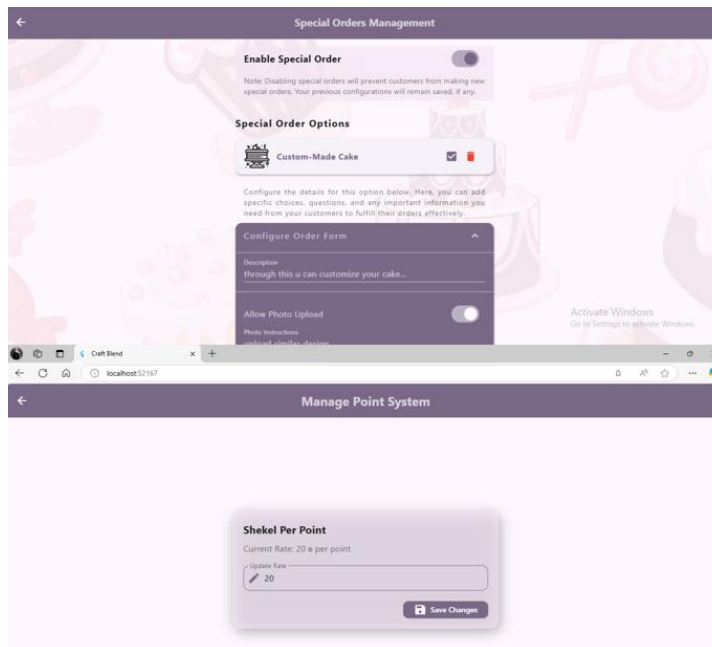 Special Orders Management
Enable Special Order
Note: Disabling special orders will prevent customers from making new
special orders. Your previous configurations will remain saved, if any.
Special Order Options
Custom-Made Cake
Configure the details for this option below. Here, you can add
specific choices, questions, and any important information you
need from your customers to fulfill their orders effectively.
Configure Order Form
Description
through this u can customize your cake...
Allow Photo Upload
Photo Instructions
upload similar design
Activate Windows
Go to Settings to activate Windows.
Craft Blend
localhost:52167
Manage Point System
Shekel Per Point
Current Rate: 20 ₪ per point
Update Rate
20
Save Changes